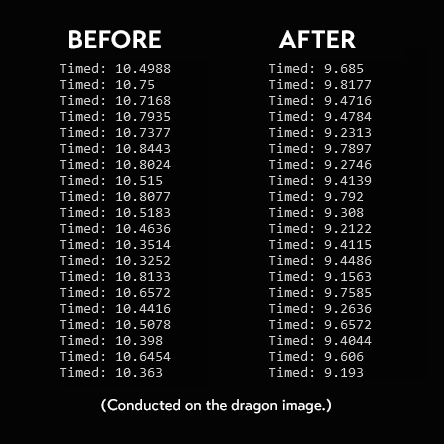 BEFORE AFTER
Timed: 10.4988 Timed: 9.685
Timed: 10.75 Timed: 9.8177
Timed: 10.7168 Timed: 9.4716
Timed: 10.7935 Timed: 9.4784
Timed: 10.7377 Timed: 9.2313
Timed: 10.8443 Timed: 9.7897
Timed: 10.8024 Timed: 9.2746
Timed: 10.515 Timed: 9.4139
Timed: 10.8077 Timed: 9.792
Timed: 10.5183 Timed: 9.308
Timed: 10.4636 Timed: 9.2122
Timed: 10.3514 Timed: 9.4115
Timed: 10.3252 Timed: 9.4486
Timed: 10.8133 Timed: 9.1563
Timed: 10.6572 Timed: 9.7585
Timed: 10.4416 Timed: 9.2636
Timed: 10.5078 Timed: 9.6572
Timed: 10.398 Timed: 9.4044
Timed: 10.6454 Timed: 9.606
Timed: 10.363 Timed: 9.193
(Conducted on the dragon image.)